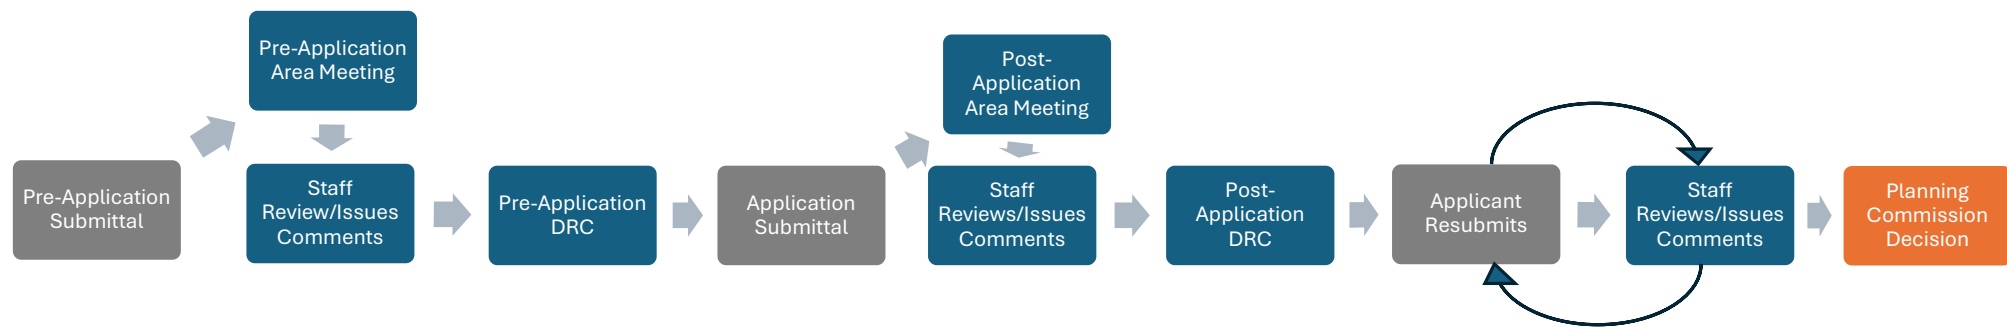 Pre-Application
Submittal
Pre-Application
Area Meeting
Staff
Review/Issues
Comments
Pre-Application
DRC
Application
Submittal
Post-
Application
Area Meeting
Staff
Reviews/Issues
Comments
Post-
Application
DRC
Applicant
Resubmits
Staff
Reviews/Issues
Comments
Planning
Commission
Decision